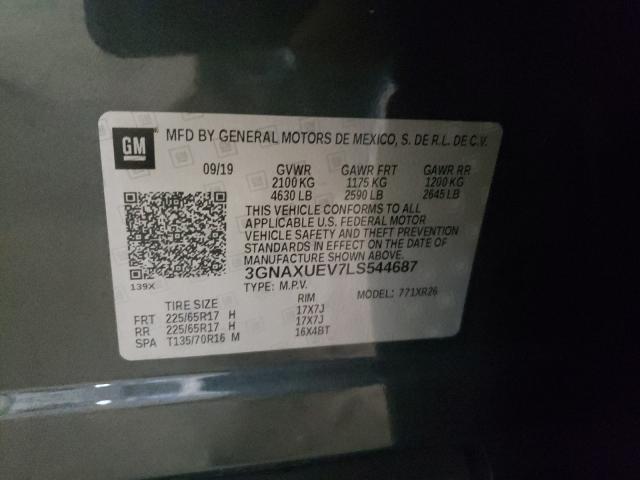 GM
MFD BY GENERAL MOTORS DE MEXICO, S. DE R.L. DE C.V.
09/19 GVWR GAWR FRT GAWR RR
2100 KG 1175 KG 1200 KG
4630 LB 2590 LB 2645 LB
THIS VEHICLE CONFORMS TO ALL
APPLICABLE U.S. FEDERAL MOTOR
VEHICLE SAFETY AND THEFT PREVENTION
STANDARDS IN EFFECT ON THE DATE OF
MANUFACTURE SHOWN ABOVE.
3GNAXUEV7LS544687
139X TYPE: M.P.V. MODEL: 771XR26
TIRE SIZE RIM
FRT 225/65R17 H 17X7J
RR 225/65R17 H 17X7J
SPA T135/70R16 M 16X4BT